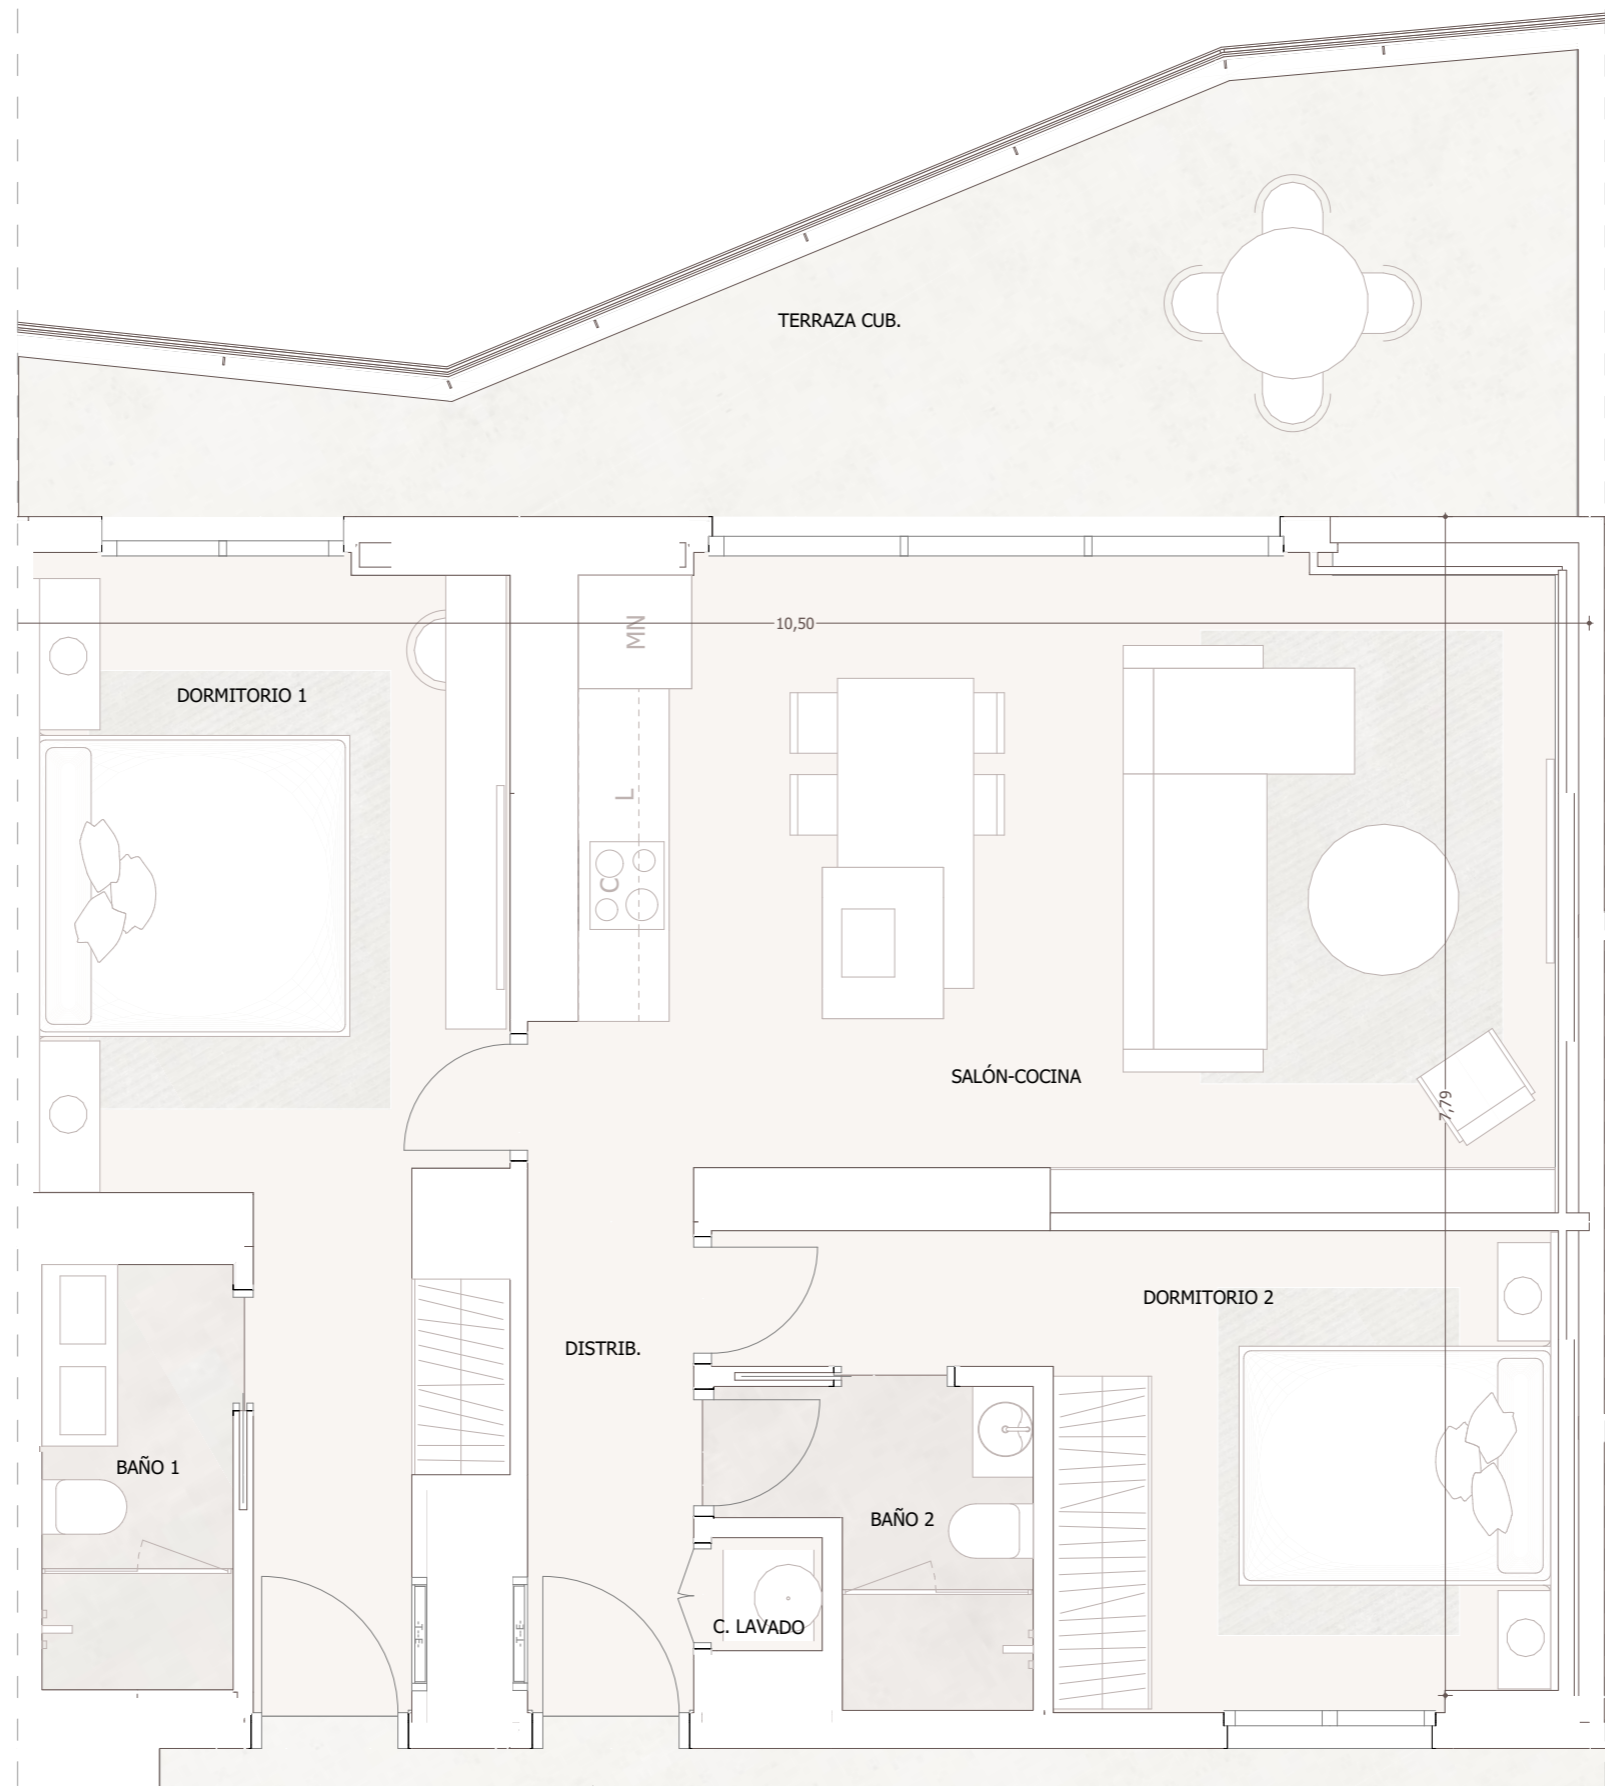 TERRAZA CUB.
10,50
MN
DORMITORIO 1
L
C
SALÓN-COCINA
7,79
DORMITORIO 2
DISTRIB.
BAÑO 1
BAÑO 2
-T-E-
-T-E-
C. LAVADO